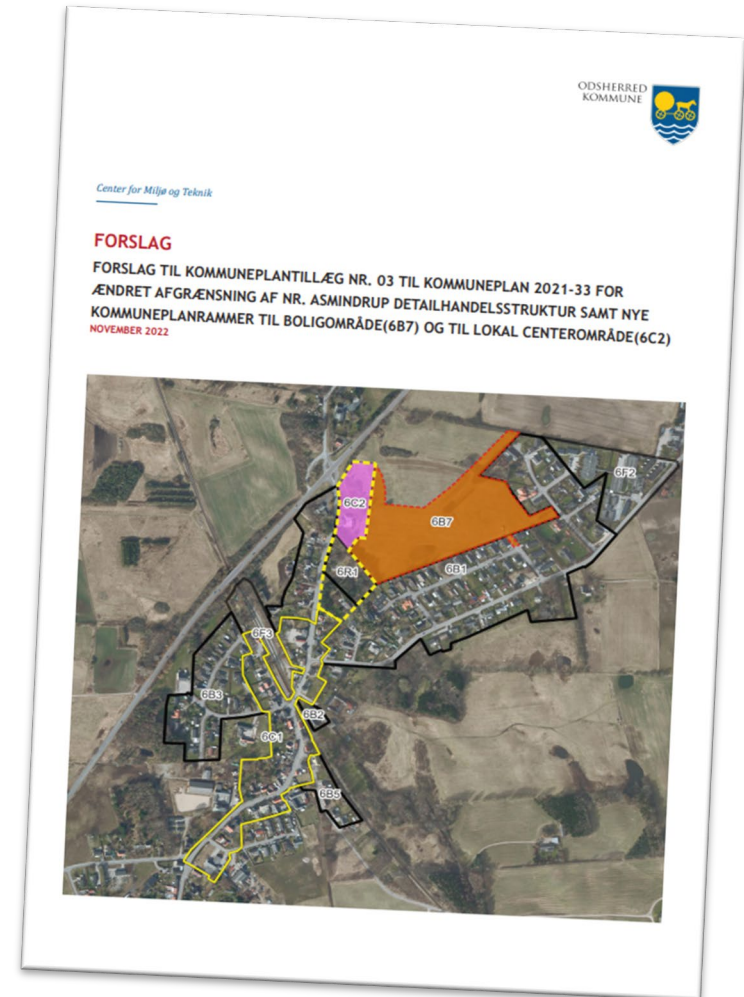 ODSHERRED
KOMMUNE
Center for Miljø og Teknik
FORSLAG
FORSLAG TIL KOMMUNEPLANTILLÆG NR. 03 TIL KOMMUNEPLAN 2021-33 FOR
ÆNDRET AFGRÆNSNING AF NR. ASMINDRUP DETAILHANDELSSTRUKTUR SAMT NYE
KOMMUNEPLANRAMMER TIL BOLIGOMRÅDE(6B7) OG TIL LOKAL CENTEROMRÅDE(6C2)
NOVEMBER 2022
6F2
6C2
6B7
6R1
6B1
6F3
6B3
6B2
6C1
6B5